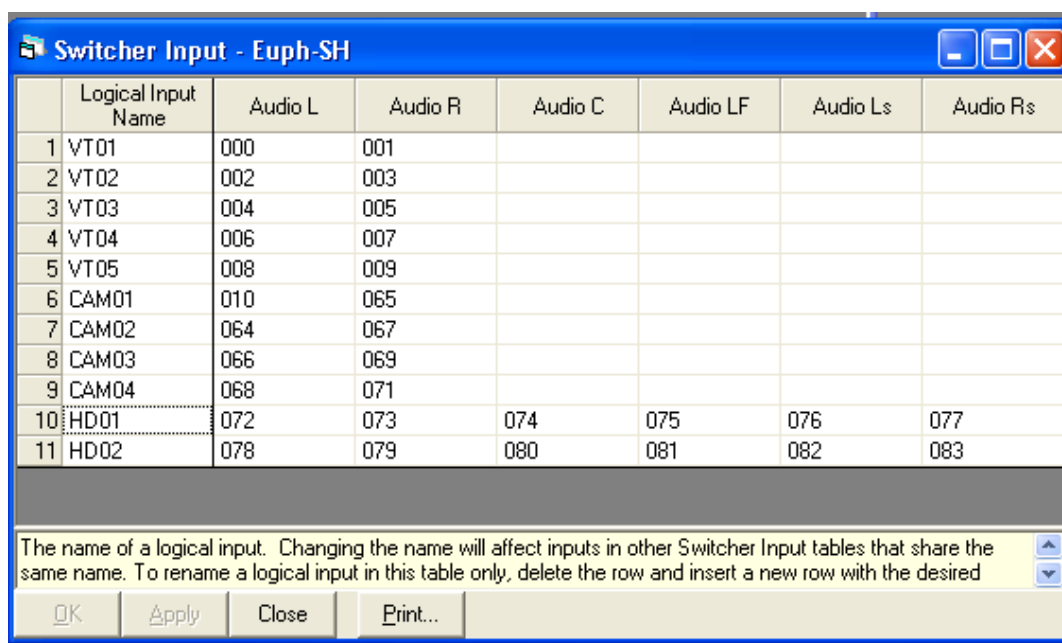 Switcher Input - Euph-SH
Logical Input Name Audio L Audio R Audio C Audio LF Audio Ls Audio Rs
1 VT01 000 001
2 VT02 002 003
3 VT03 004 005
4 VT04 006 007
5 VT05 008 009
6 CAM01 010 065
7 CAM02 064 067
8 CAM03 066 069
9 CAM04 068 071
10 HD01 072 073 074 075 076 077
11 HD02 078 079 080 081 082 083
The name of a logical input. Changing the name will affect inputs in other Switcher Input tables that share the
same name. To rename a logical input in this table only, delete the row and insert a new row with the desired
OK Apply Close Print...